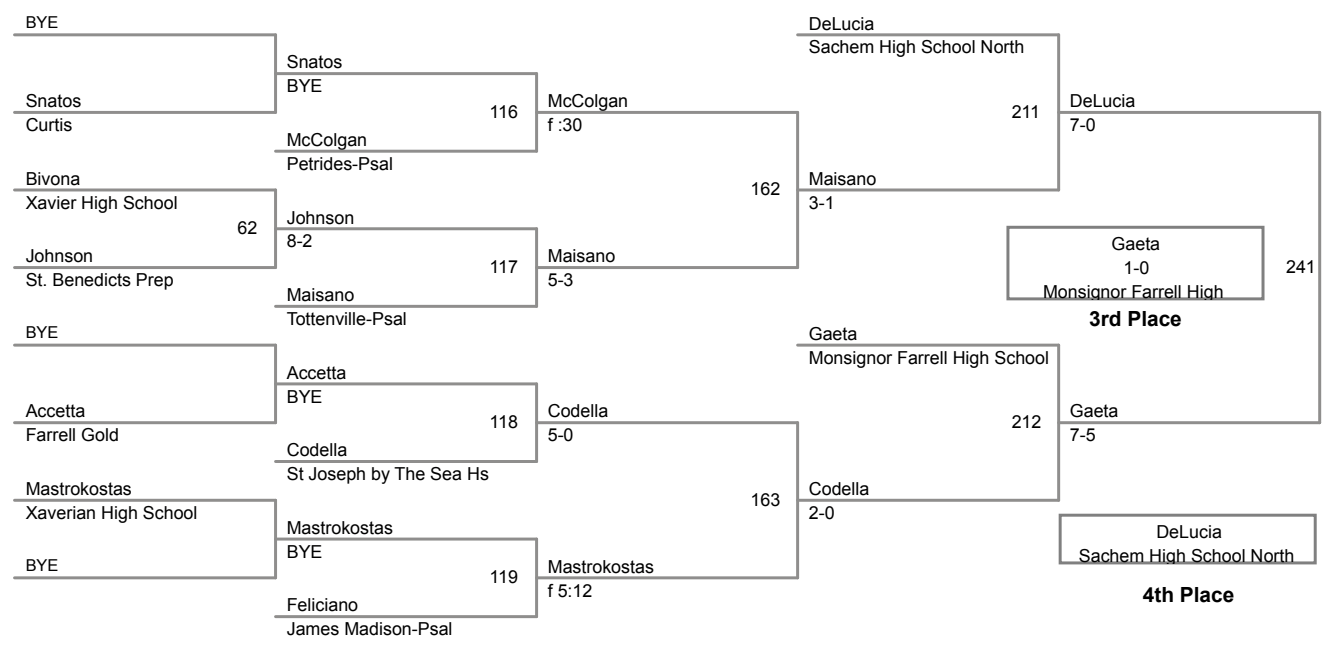 BYE
Snatos
Curtis
Bivona
Xavier High School
62
Johnson
St. Benedicts Prep
BYE
Accetta
Farrell Gold
Mastrokostas
Xaverian High School
BYE
Snatos
BYE
116
McColgan
Petrides-Psal
Johnson
8-2
117
Maisano
Tottenville-Psal
Accetta
BYE
118
Codella
St Joseph by The Sea Hs
Mastrokostas
BYE
119
Feliciano
James Madison-Psal
McColgan
f :30
162
Maisano
5-3
Codella
5-0
163
Mastrokostas
f 5:12
DeLucia
Sachem High School North
211
Maisano
3-1
Gaeta
Monsignor Farrell High School
212
Codella
2-0
DeLucia
7-0
241
Gaeta
7-5
Gaeta
1-0
Monsignor Farrell High
3rd Place
DeLucia
Sachem High School North
4th Place